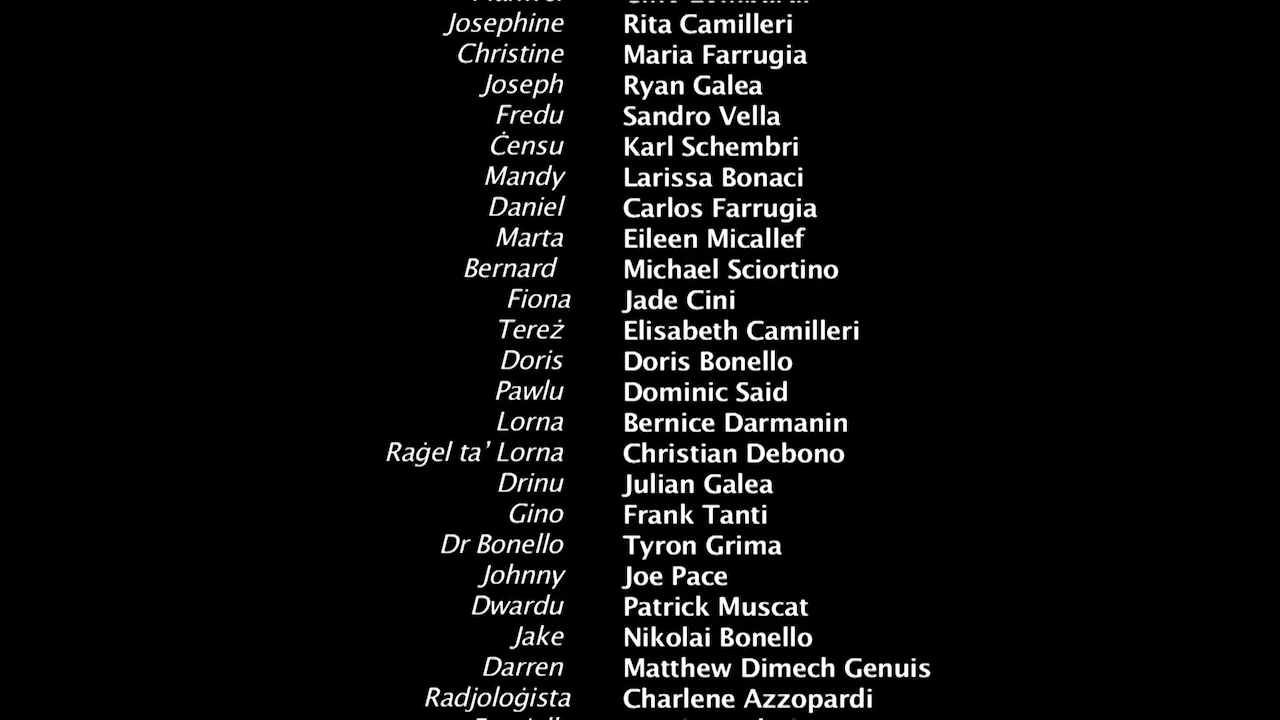 Josephine Rita Camilleri
Christine Maria Farrugia
Joseph Ryan Galea
Fredu Sandro Vella
Ċensu Karl Schembri
Mandy Larissa Bonaci
Daniel Carlos Farrugia
Marta Eileen Micallef
Bernard Michael Sciortino
Fiona Jade Cini
Tereż Elisabeth Camilleri
Doris Doris Bonello
Pawlu Dominic Said
Lorna Bernice Darmanin
Raġel ta’ Lorna Christian Debono
Drinu Julian Galea
Gino Frank Tanti
Dr Bonello Tyron Grima
Johnny Joe Pace
Dwardu Patrick Muscat
Jake Nikolai Bonello
Darren Matthew Dimech Genuis
Radjoloġista Charlene Azzopardi